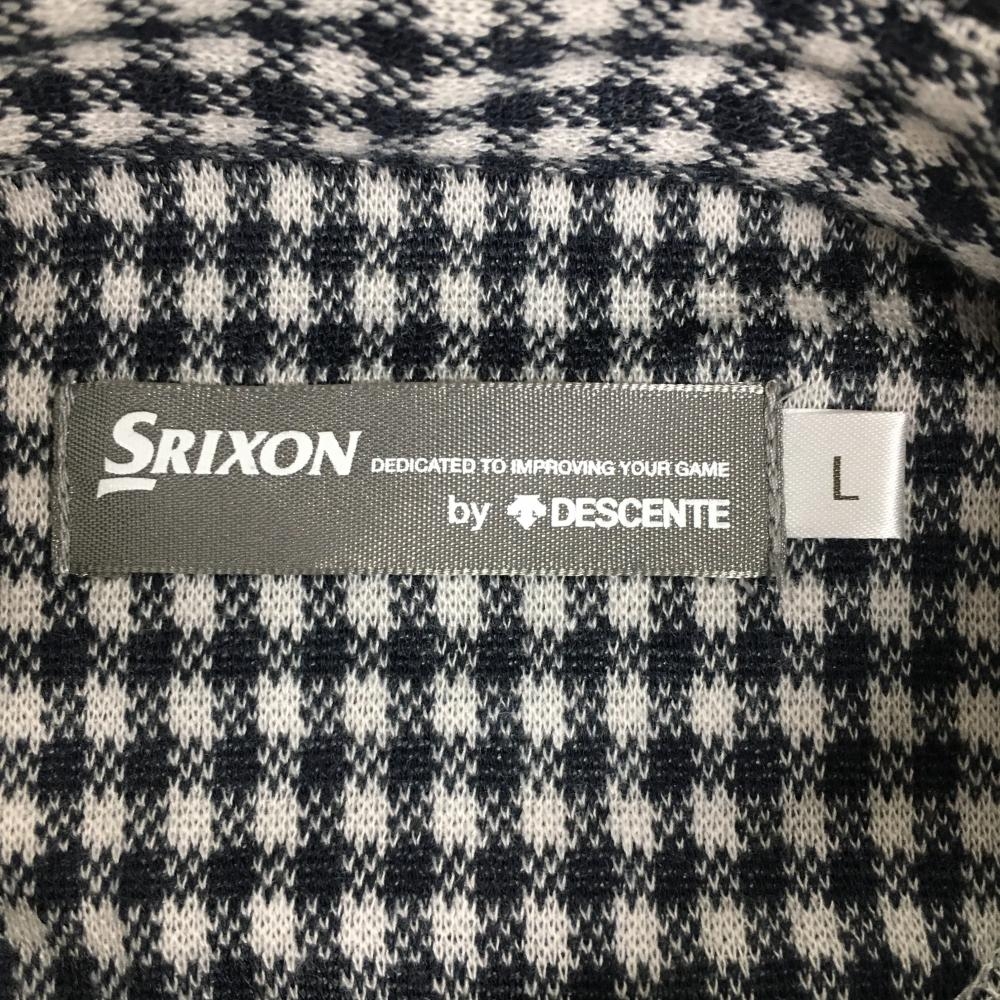 SRIXON DEDICATED TO IMPROVING YOUR GAME
by DESCENTE
L